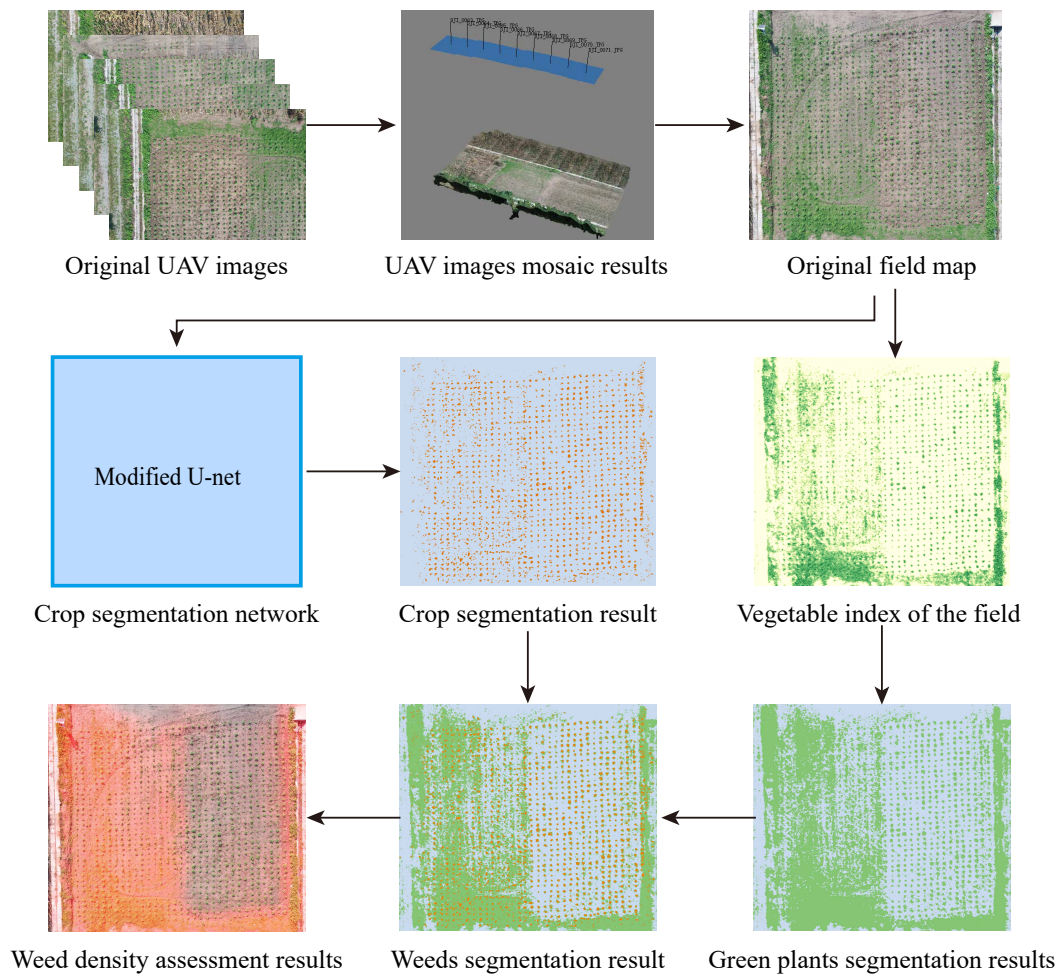 Original UAV images
UAV images mosaic results
Original field map
Modified U-net
Crop segmentation network
Crop segmentation result
Vegetable index of the field
Weed density assessment results
Weeds segmentation result
Green plants segmentation results